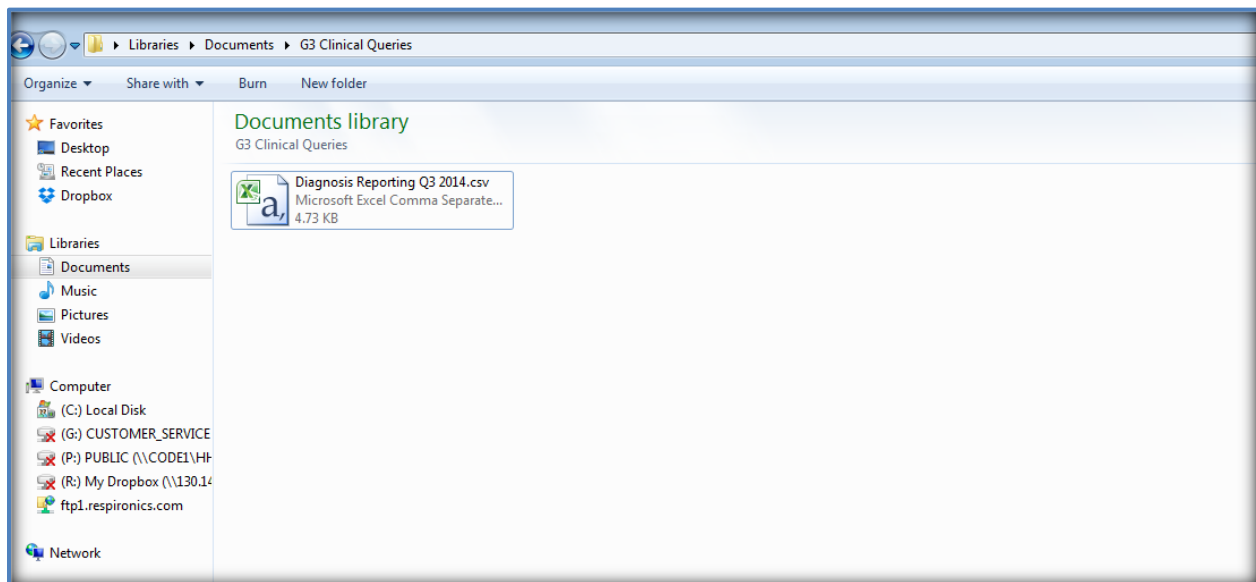 Libraries Documents G3 Clinical Queries
Organize Share with Burn New folder
Favorites
Desktop
Recent Places
Dropbox
Libraries
Documents
Music
Pictures
Videos
Computer
(C:) Local Disk
(G:) CUSTOMER_SERVICE
(P:) PUBLIC (\\CODE1\HH
(R:) My Dropbox (\\130.14
ftp1.respironics.com
Network
Documents library
G3 Clinical Queries
Diagnosis Reporting Q3 2014.csv
Microsoft Excel Comma Separate...
4.73 KB